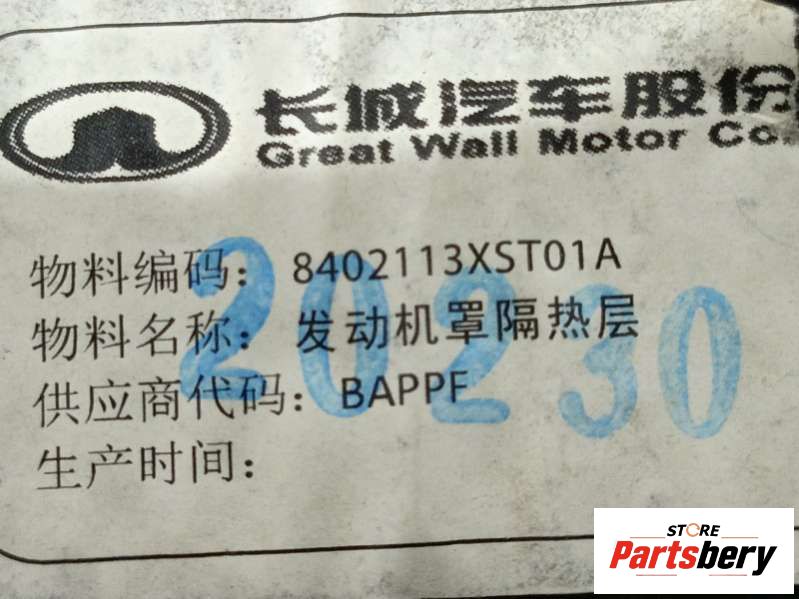 长城汽车股份
Great Wall Motor Co.
物料编码：8402113XST01A
物料名称：发动机罩隔热层
供应商代码：BAPPF
生产时间：
20230
STORE
Partsbery